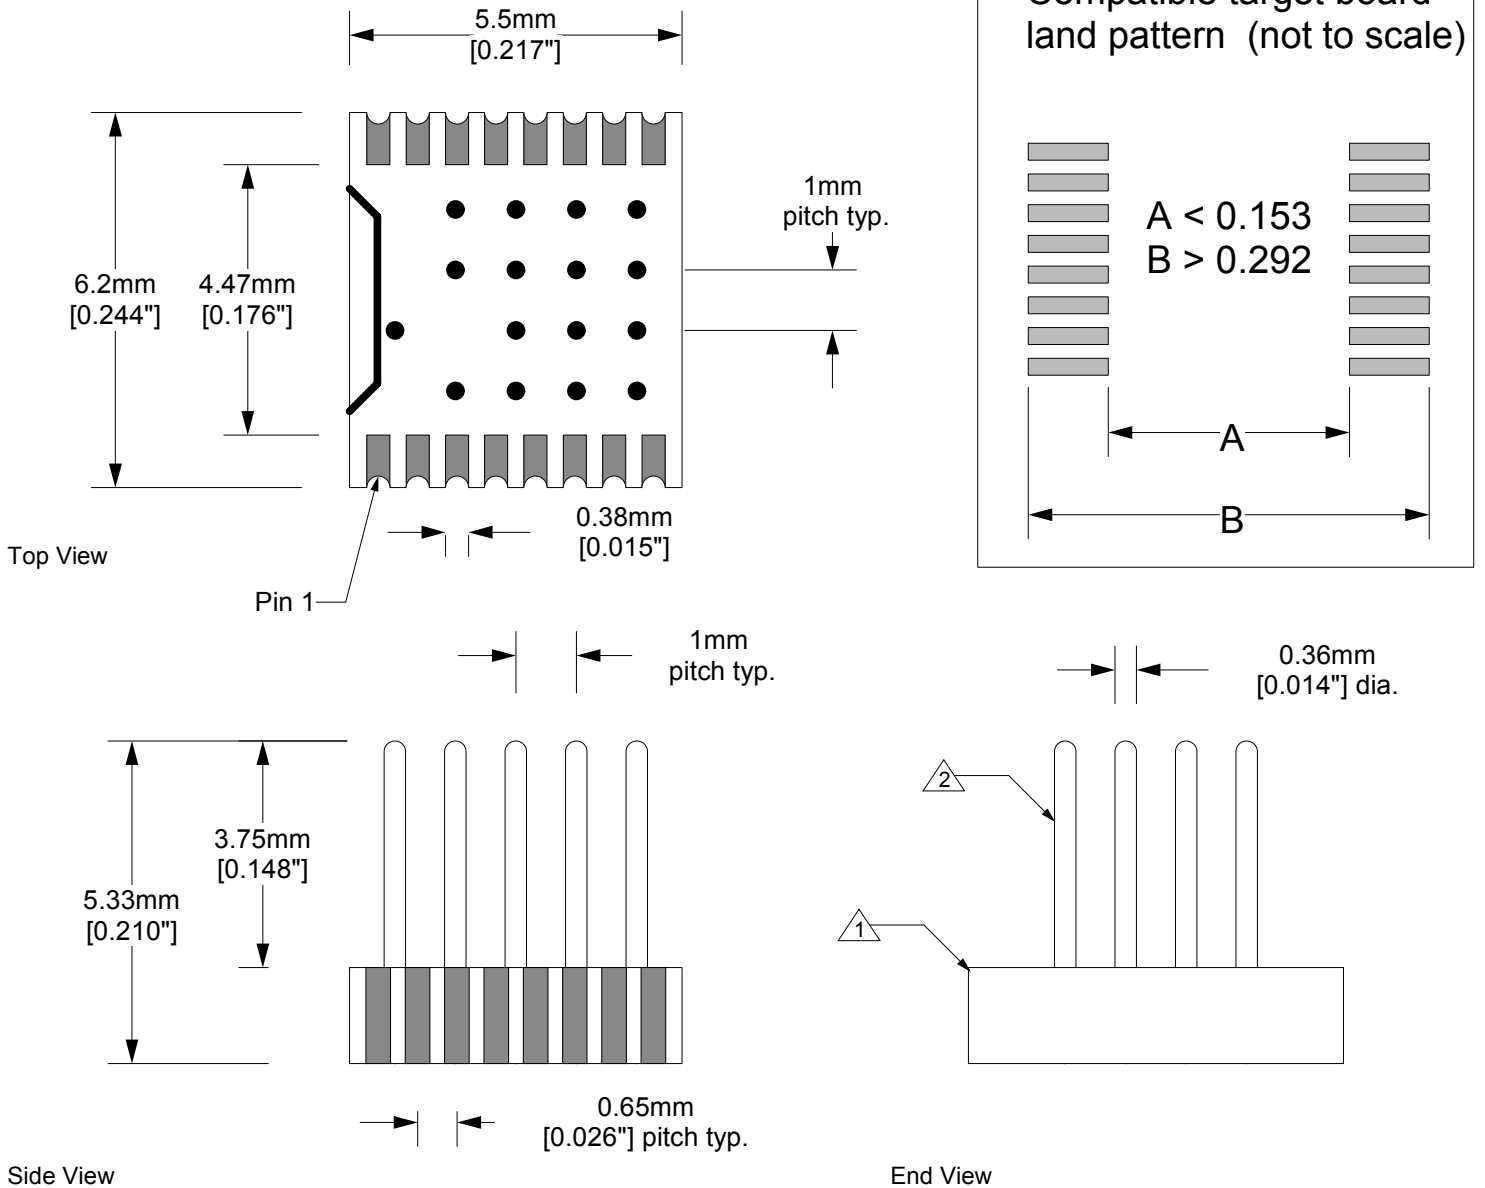 5.5mm
[0.217"]
Compatible target board
land pattern (not to scale)
1mm
pitch typ.
A < 0.153
B > 0.292
6.2mm
[0.244"]
4.47mm
[0.176"]
A
B
0.38mm
[0.015"]
Top View
Pin 1
1mm
pitch typ.
0.36mm
[0.014"] dia.
2
3.75mm
[0.148"]
5.33mm
[0.210"]
1
0.65mm
[0.026"] pitch typ.
Side View
End View